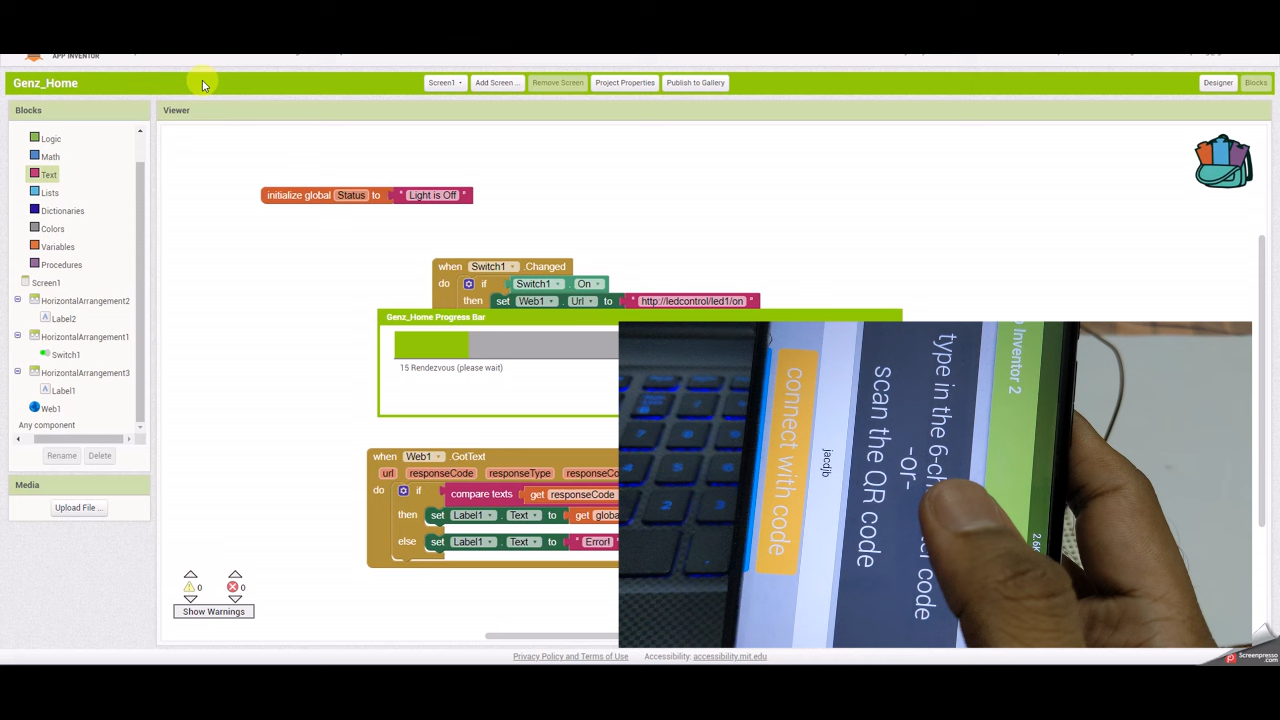 APP INVENTOR
Genz_Home
Screen1
Add Screen ...
Remove Screen
Project Properties
Publish to Gallery
Designer
Blocks
Blocks
Viewer
Logic
Math
Text
Lists
Dictionaries
Colors
Variables
Procedures
Screen1
HorizontalArrangement2
Label2
HorizontalArrangement1
Switch1
HorizontalArrangement3
Label1
Web1
Any component
Rename
Delete
Media
Upload File ...
initialize global Status to " Light is Off "
when Switch1 .Changed
do if Switch1 . On
then set Web1 . Url to " http://ledcontrol/led1/on "
Genz_Home Progress Bar
15 Rendezvous (please wait)
when Web1 .GotText
url responseCode responseType responseCo
do if compare texts get responseCode
then set Label1 . Text to get globa
else set Label1 . Text to " Error!
0
0
Show Warnings
Privacy Policy and Terms of Use
Accessibility: accessibility.mit.edu
Inventor 2
type in the 6-ch
code
-or-
scan the QR code
connect with code
Screenpresso
.com